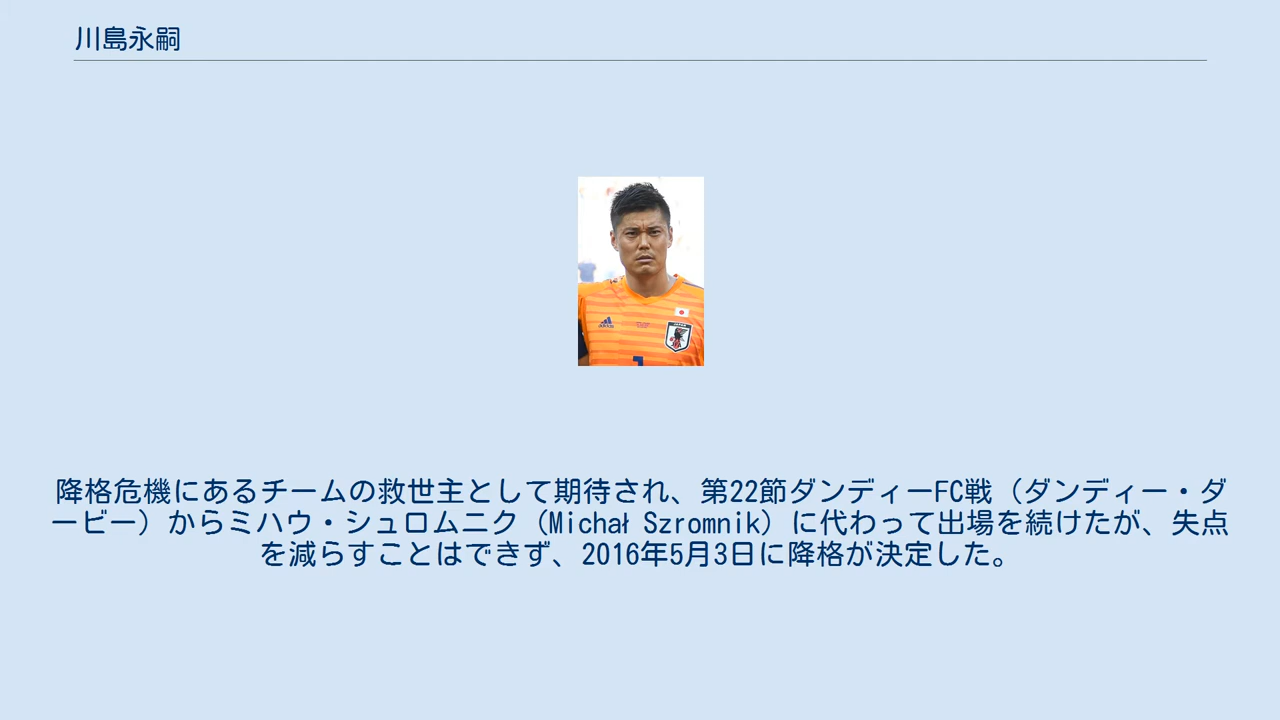 川島永嗣
降格危機にあるチームの救世主として期待され、第22節ダンディーFC戦（ダンディー・ダ
ービー）からミハウ・シュロムニク（Michał Szromnik）に代わって出場を続けたが、失点
を減らすことはできず、2016年5月3日に降格が決定した。